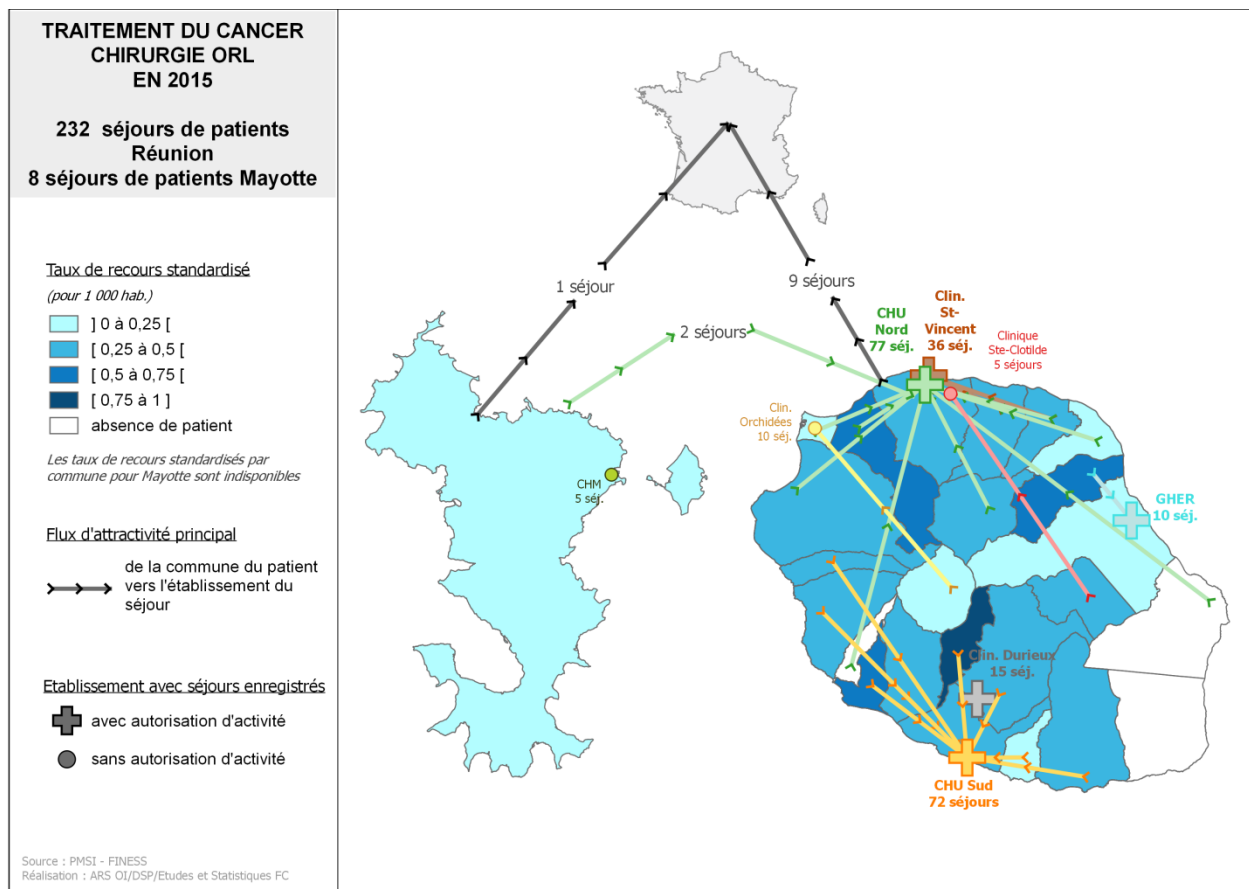 TRAITEMENT DU CANCER
CHIRURGIE ORL
EN 2015
232 séjours de patients
Réunion
8 séjours de patients Mayotte
Taux de recours standardisé
(pour 1 000 hab.)
] 0 à 0,25 [
[ 0,25 à 0,5 [
[ 0,5 à 0,75 [
[ 0,75 à 1 ]
absence de patient
Les taux de recours standardisés par
commune pour Mayotte sont indisponibles
Flux d'attractivité principal
de la commune du patient
vers l'établissement du
séjour
Etablissement avec séjours enregistrés
avec autorisation d'activité
sans autorisation d'activité
Source : PMSI - FINESS
Réalisation : ARS OI/DSP/Etudes et Statistiques FC
1 séjour
9 séjours
2 séjours
CHU
Nord
77 séj.
Clin.
St-
Vincent
36 séj.
Clinique
Ste-Clotilde
5 séjours
Clin.
Orchidées
10 séj.
CHM
5 séj.
GHER
10 séj.
Clin. Durieux
15 séj.
CHU Sud
72 séjours